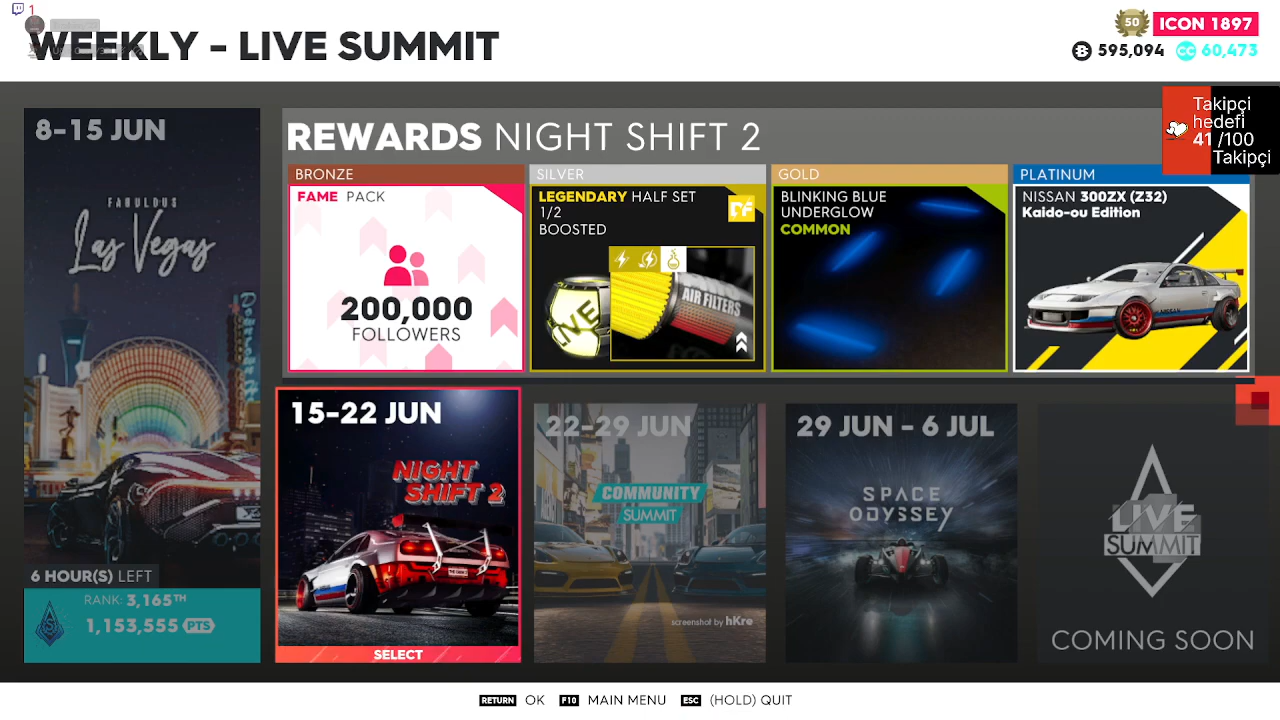 1
WEEKLY - LIVE SUMMIT
50
ICON 1897
595,094
CC 60,473
Takipçi
hedefi
41 /100
Takipçi
8-15 JUN
FABULOUS
Las Vegas
6 HOUR(S) LEFT
RANK: 3,165TH
1,153,555 PTS
REWARDS NIGHT SHIFT 2
BRONZE
FAME PACK
200,000
FOLLOWERS
SILVER
LEGENDARY HALF SET
1/2
BOOSTED
DF
LIVE
AIR FILTERS
GOLD
BLINKING BLUE
UNDERGLOW
COMMON
PLATINUM
NISSAN 300ZX (Z32)
Kaido-ou Edition
15-22 JUN
NIGHT
SHIFT 2
SELECT
22-29 JUN
COMMUNITY
SUMMIT
screenshot by hKre
29 JUN - 6 JUL
SPACE
ODYSSEY
LIVE
SUMMIT
COMING SOON
RETURN OK F10 MAIN MENU ESC (HOLD) QUIT